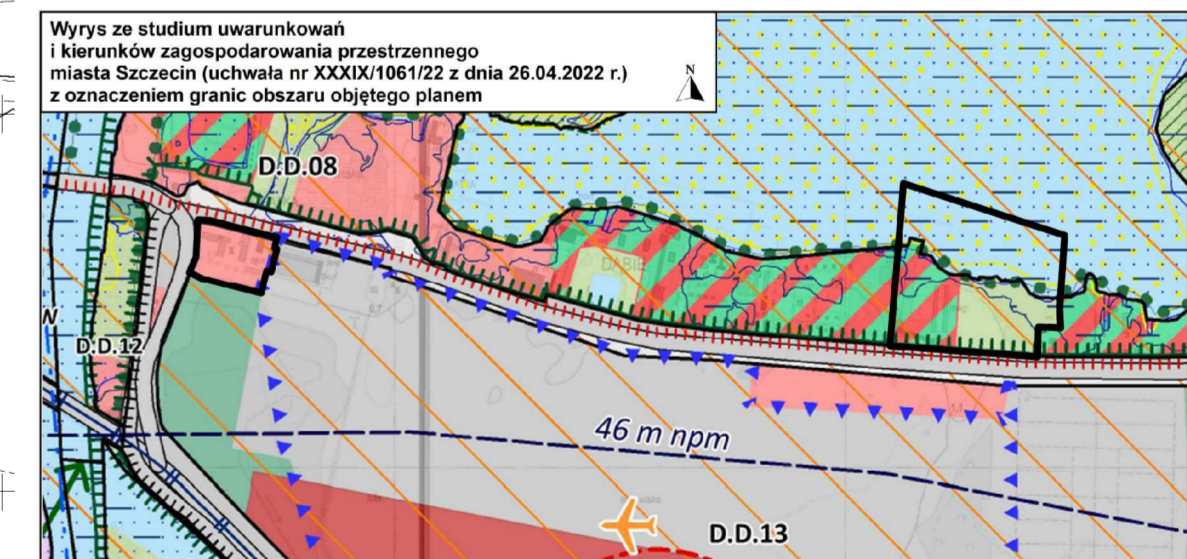 Wyrys ze studium uwarunkowań
i kierunków zagospodarowania przestrzennego
miasta Szczecin (uchwała nr XXXIX/1061/22 z dnia 26.04.2022 r.)
z oznaczeniem granic obszaru objętego planem
N
D.D.08
DĄBIE
W
D.D.12
46 m npm
D.D.13